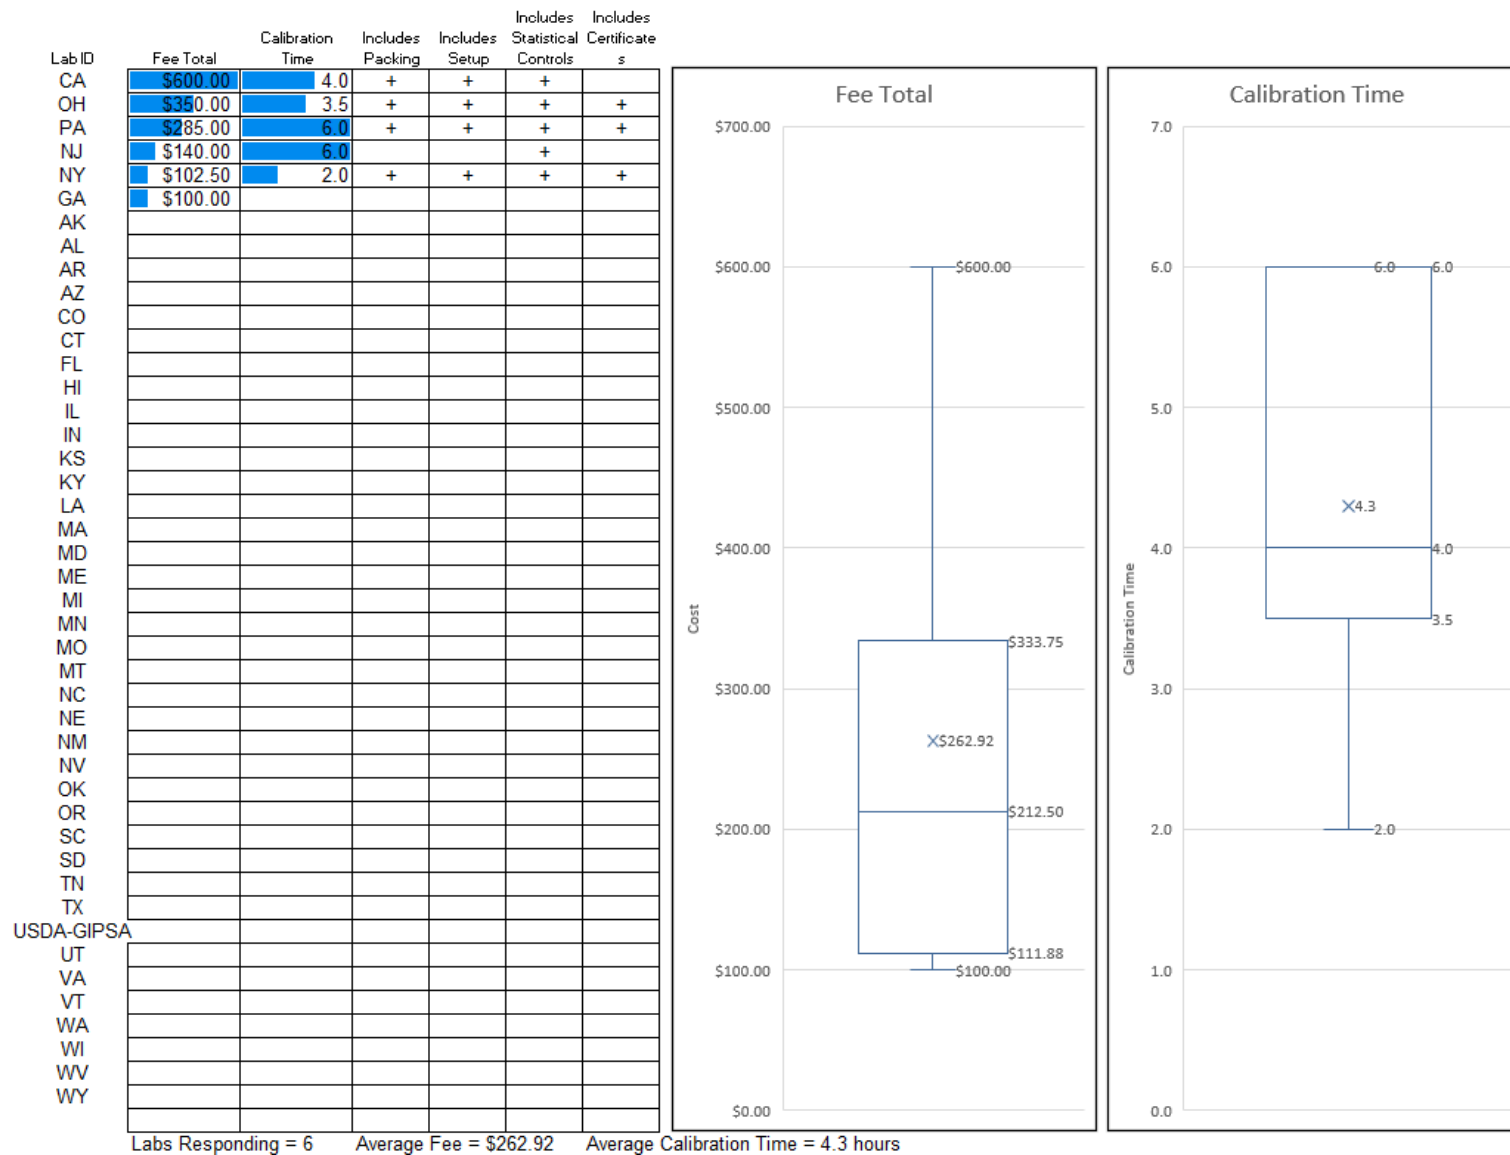 Lab ID Fee Total Calibration Time Includes Packing Includes Setup Includes Statistical Controls Includes Certificate s
CA $600.00 4.0 + + +
OH $350.00 3.5 + + + +
PA $285.00 6.0 + + + +
NJ $140.00 6.0 +
NY $102.50 2.0 + + + +
GA $100.00
AK
AL
AR
AZ
CO
CT
FL
HI
IL
IN
KS
KY
LA
MA
MD
ME
MI
MN
MO
MT
NC
NE
NM
NV
OK
OR
SC
SD
TN
TX
USDA-GIPSA
UT
VA
VT
WA
WI
WV
WY
Labs Responding = 6 Average Fee = $262.92 Average Calibration Time = 4.3 hours
Fee Total
Cost
$700.00
$600.00
$500.00
$400.00
$300.00
$200.00
$100.00
$0.00
$600.00
$333.75
$262.92
$212.50
$111.88
$100.00
Calibration Time
Calibration Time
7.0
6.0
5.0
4.0
3.0
2.0
1.0
0.0
6.0 6.0
4.3
4.0
3.5
2.0